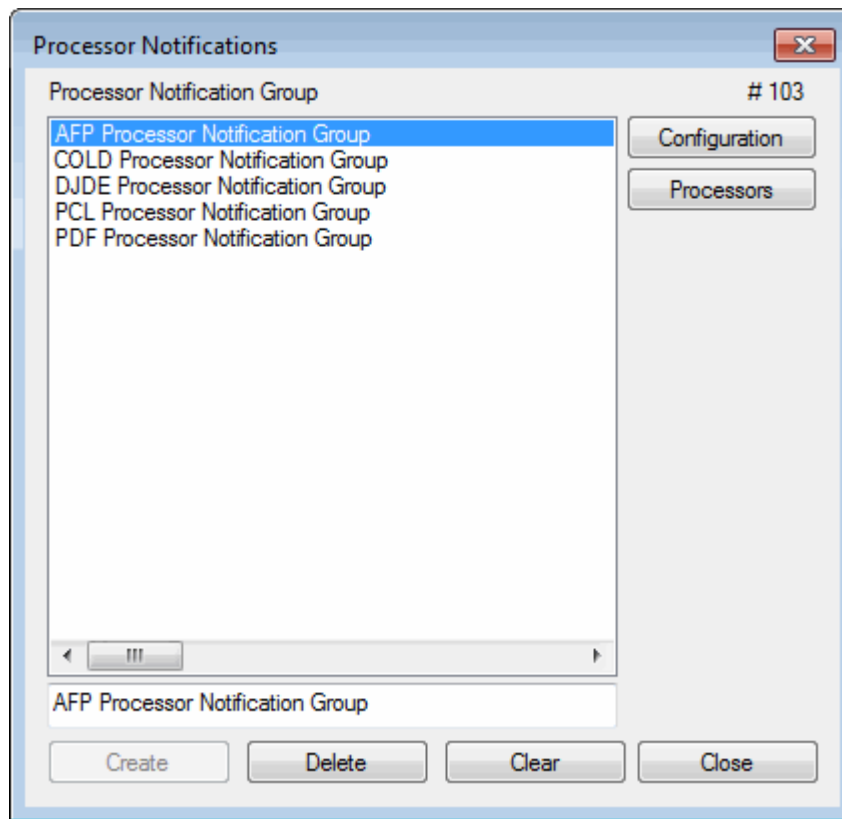 Processor Notifications
Processor Notification Group # 103
AFP Processor Notification Group
COLD Processor Notification Group
DJDE Processor Notification Group
PCL Processor Notification Group
PDF Processor Notification Group
Configuration
Processors
AFP Processor Notification Group
Create Delete Clear Close